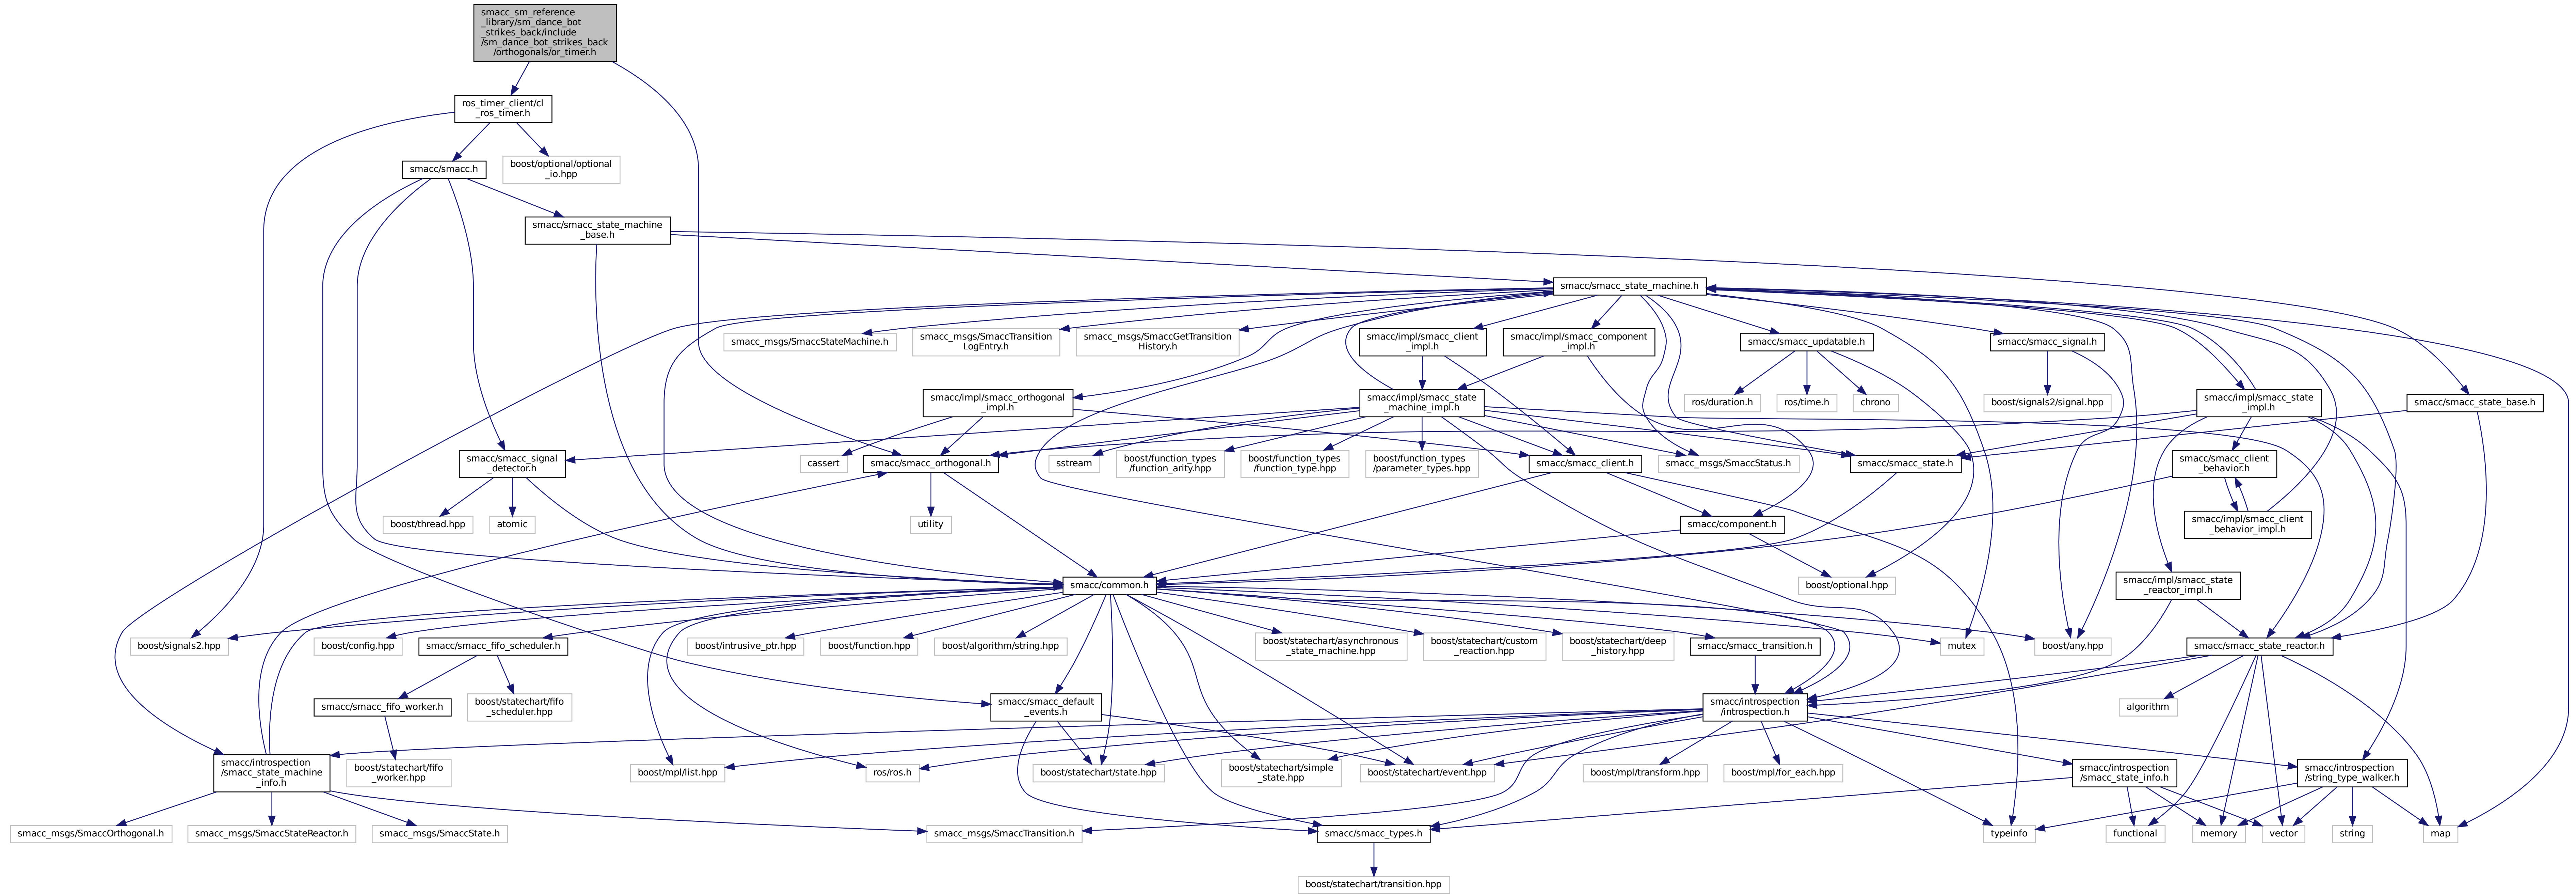 smacc_sm_reference
_library/sm_dance_bot
_strikes_back/include
/sm_dance_bot_strikes_back
/orthogonals/or_timer.h
ros_timer_client/cl
_ros_timer.h
smacc/smacc.h
boost/optional/optional
_io.hpp
smacc/smacc_state_machine
_base.h
smacc/smacc_state_machine.h
smacc_msgs/SmaccStateMachine.h
smacc_msgs/SmaccTransition
LogEntry.h
smacc_msgs/SmaccGetTransition
History.h
smacc/impl/smacc_client
_impl.h
smacc/impl/smacc_component
_impl.h
smacc/smacc_updatable.h
smacc/smacc_signal.h
smacc/impl/smacc_orthogonal
_impl.h
smacc/impl/smacc_state
_machine_impl.h
ros/duration.h
ros/time.h
chrono
boost/signals2/signal.hpp
smacc/impl/smacc_state
_impl.h
smacc/smacc_state_base.h
smacc/smacc_signal
_detector.h
cassert
smacc/smacc_orthogonal.h
sstream
boost/function_types
/function_arity.hpp
boost/function_types
/function_type.hpp
boost/function_types
/parameter_types.hpp
smacc/smacc_client.h
smacc_msgs/SmaccStatus.h
smacc/smacc_state.h
smacc/smacc_client
_behavior.h
boost/thread.hpp
atomic
utility
smacc/component.h
smacc/impl/smacc_client
_behavior_impl.h
smacc/common.h
boost/optional.hpp
smacc/impl/smacc_state
_reactor_impl.h
boost/signals2.hpp
boost/config.hpp
smacc/smacc_fifo_scheduler.h
boost/intrusive_ptr.hpp
boost/function.hpp
boost/algorithm/string.hpp
boost/statechart/asynchronous
_state_machine.hpp
boost/statechart/custom
_reaction.hpp
boost/statechart/deep
_history.hpp
smacc/smacc_transition.h
mutex
boost/any.hpp
smacc/smacc_state_reactor.h
smacc/smacc_fifo_worker.h
boost/statechart/fifo
_scheduler.hpp
smacc/smacc_default
_events.h
smacc/introspection
/introspection.h
algorithm
smacc/introspection
/smacc_state_machine
_info.h
boost/statechart/fifo
_worker.hpp
boost/mpl/list.hpp
ros/ros.h
boost/statechart/state.hpp
boost/statechart/simple
_state.hpp
boost/statechart/event.hpp
boost/mpl/transform.hpp
boost/mpl/for_each.hpp
smacc/introspection
/smacc_state_info.h
smacc/introspection
/string_type_walker.h
smacc_msgs/SmaccOrthogonal.h
smacc_msgs/SmaccStateReactor.h
smacc_msgs/SmaccState.h
smacc_msgs/SmaccTransition.h
smacc/smacc_types.h
typeinfo
functional
memory
vector
string
map
boost/statechart/transition.hpp